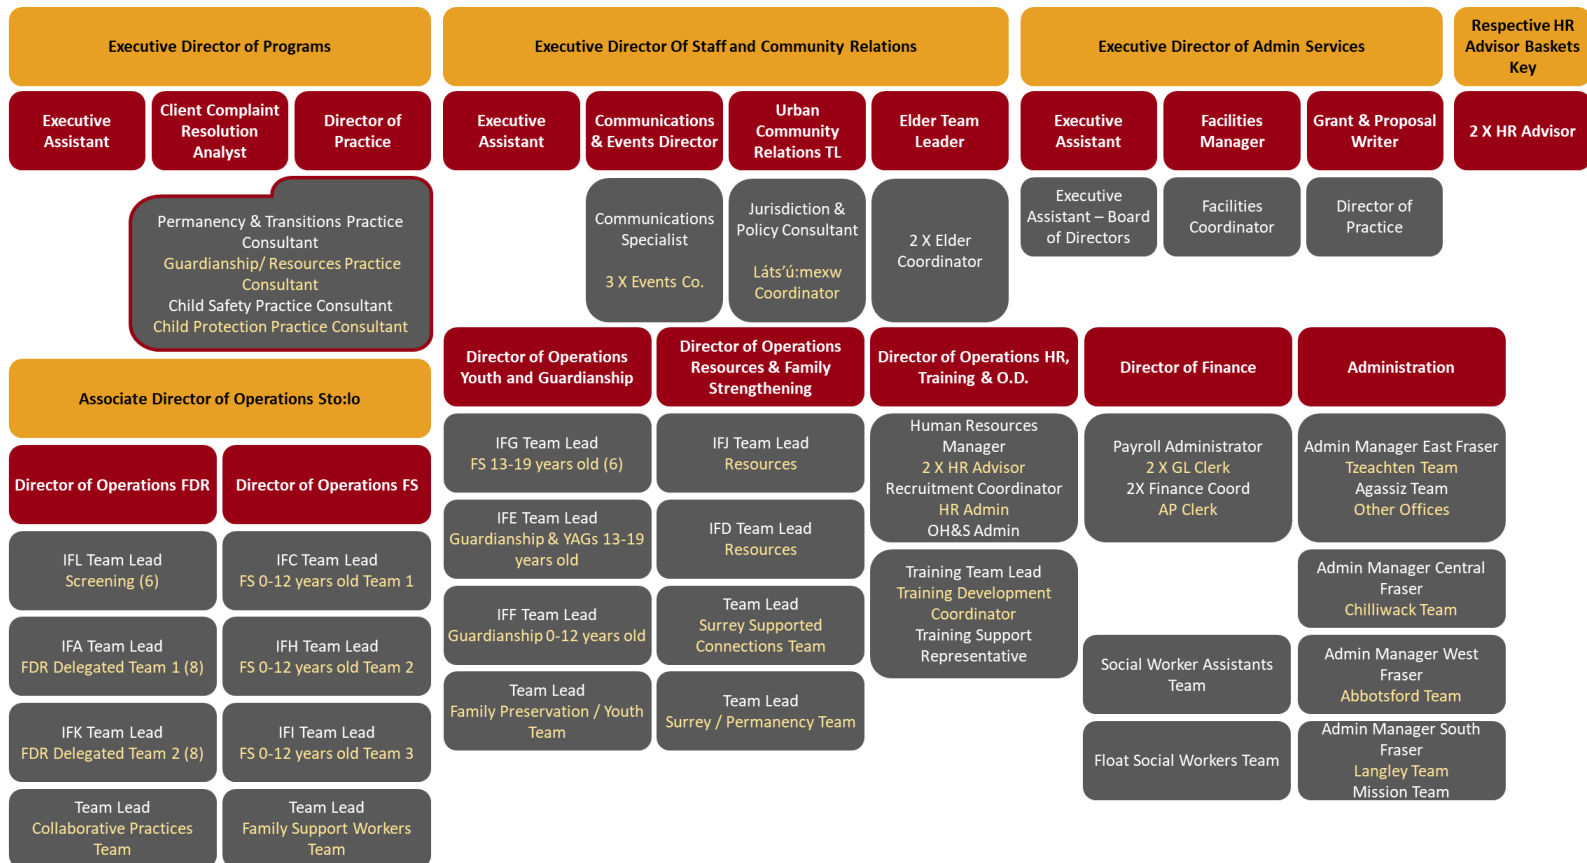 Executive Director of Programs
Executive Assistant
Client Complaint
Resolution
Analyst
Director of
Practice
Permanency & Transitions Practice
Consultant
Guardianship/ Resources Practice
Consultant
Child Safety Practice Consultant
Child Protection Practice Consultant
Executive Director Of Staff and Community Relations
Executive
Assistant
Communications
& Events Director
Urban
Community
Relations TL
Elder Team
Leader
Communications
Specialist
3 X Events Co.
Jurisdiction &
Policy Consultant
Láts'ú:mexw
Coordinator
2 X Elder
Coordinator
Executive Director of Admin Services
Executive
Assistant
Facilities
Manager
Grant & Proposal
Writer
Executive
Assistant – Board
of Directors
Facilities
Coordinator
Director of
Practice
Respective HR
Advisor Baskets
Key
2 X HR Advisor
Associate Director of Operations Sto:lo
Director of Operations FDR
IFL Team Lead
Screening (6)
IFA Team Lead
FDR Delegated Team 1 (8)
IFK Team Lead
FDR Delegated Team 2 (8)
Team Lead
Collaborative Practices
Team
Director of Operations FS
IFC Team Lead
FS 0-12 years old Team 1
IFH Team Lead
FS 0-12 years old Team 2
IFI Team Lead
FS 0-12 years old Team 3
Team Lead
Family Support Workers
Team
Director of Operations
Youth and Guardianship
IFG Team Lead
FS 13-19 years old (6)
IFE Team Lead
Guardianship & YAGs 13-19
years old
IFF Team Lead
Guardianship 0-12 years old
Team Lead
Family Preservation / Youth
Team
Director of Operations
Resources & Family
Strengthening
IFJ Team Lead
Resources
IFD Team Lead
Resources
Team Lead
Surrey Supported
Connections Team
Team Lead
Surrey / Permanency Team
Director of Operations HR,
Training & O.D.
Human Resources
Manager
2 X HR Advisor
Recruitment Coordinator
HR Admin
OH&S Admin
Training Team Lead
Training Development
Coordinator
Training Support
Representative
Director of Finance
Payroll Administrator
2 X GL Clerk
2X Finance Coord
AP Clerk
Social Worker Assistants
Team
Float Social Workers Team
Administration
Admin Manager East Fraser
Tzeachten Team
Agassiz Team
Other Offices
Admin Manager Central
Fraser
Chilliwack Team
Admin Manager West
Fraser
Abbotsford Team
Admin Manager South
Fraser
Langley Team
Mission Team